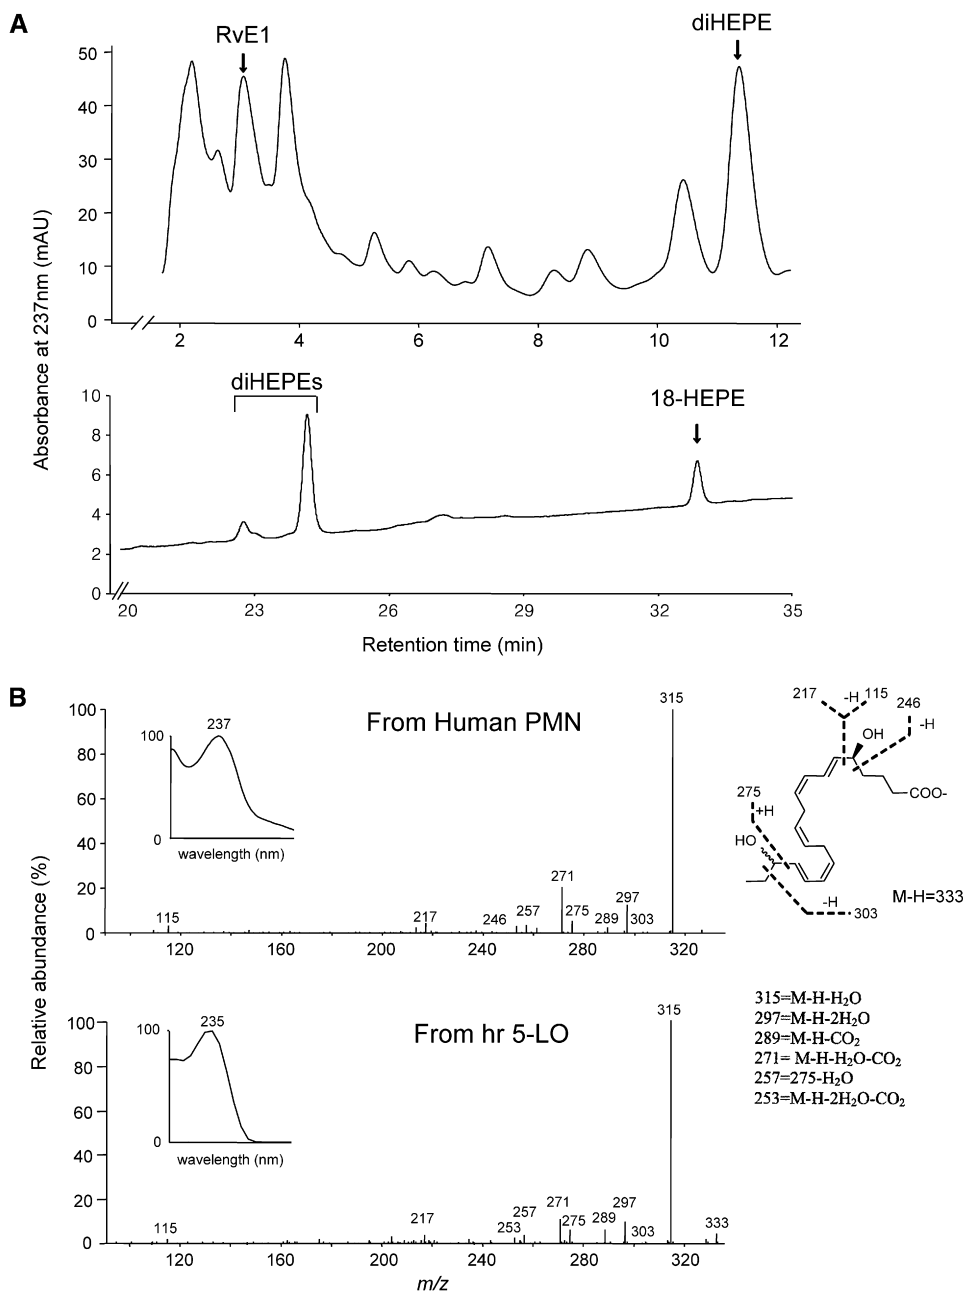 A
RvE1
diHEPE
50
40
30
20
10
0
2 4 6 8 10 12
Absorbance at 237nm (mAU)
diHEPEs
18-HEPE
10
8
6
4
2
0
20 23 26 29 32 35
Retention time (min)
B
From Human PMN
100
80
60
40
20
0
237
100
0
wavelength (nm)
115 217 246 257 271 275 289 297 303 315
120 160 200 240 280 320
217 -H 115 246
-H
OH
COO-
275
+H
HO
-H 303
M-H=333
Relative abundance (%)
From hr 5-LO
100
80
60
40
20
0
235
100
0
wavelength (nm)
115 217 253 257 271 275 289 297 303 315 333
120 160 200 240 280 320
m/z
315=M-H-H₂O
297=M-H-2H₂O
289=M-H-CO₂
271= M-H-H₂O-CO₂
257=275-H₂O
253=M-H-2H₂O-CO₂